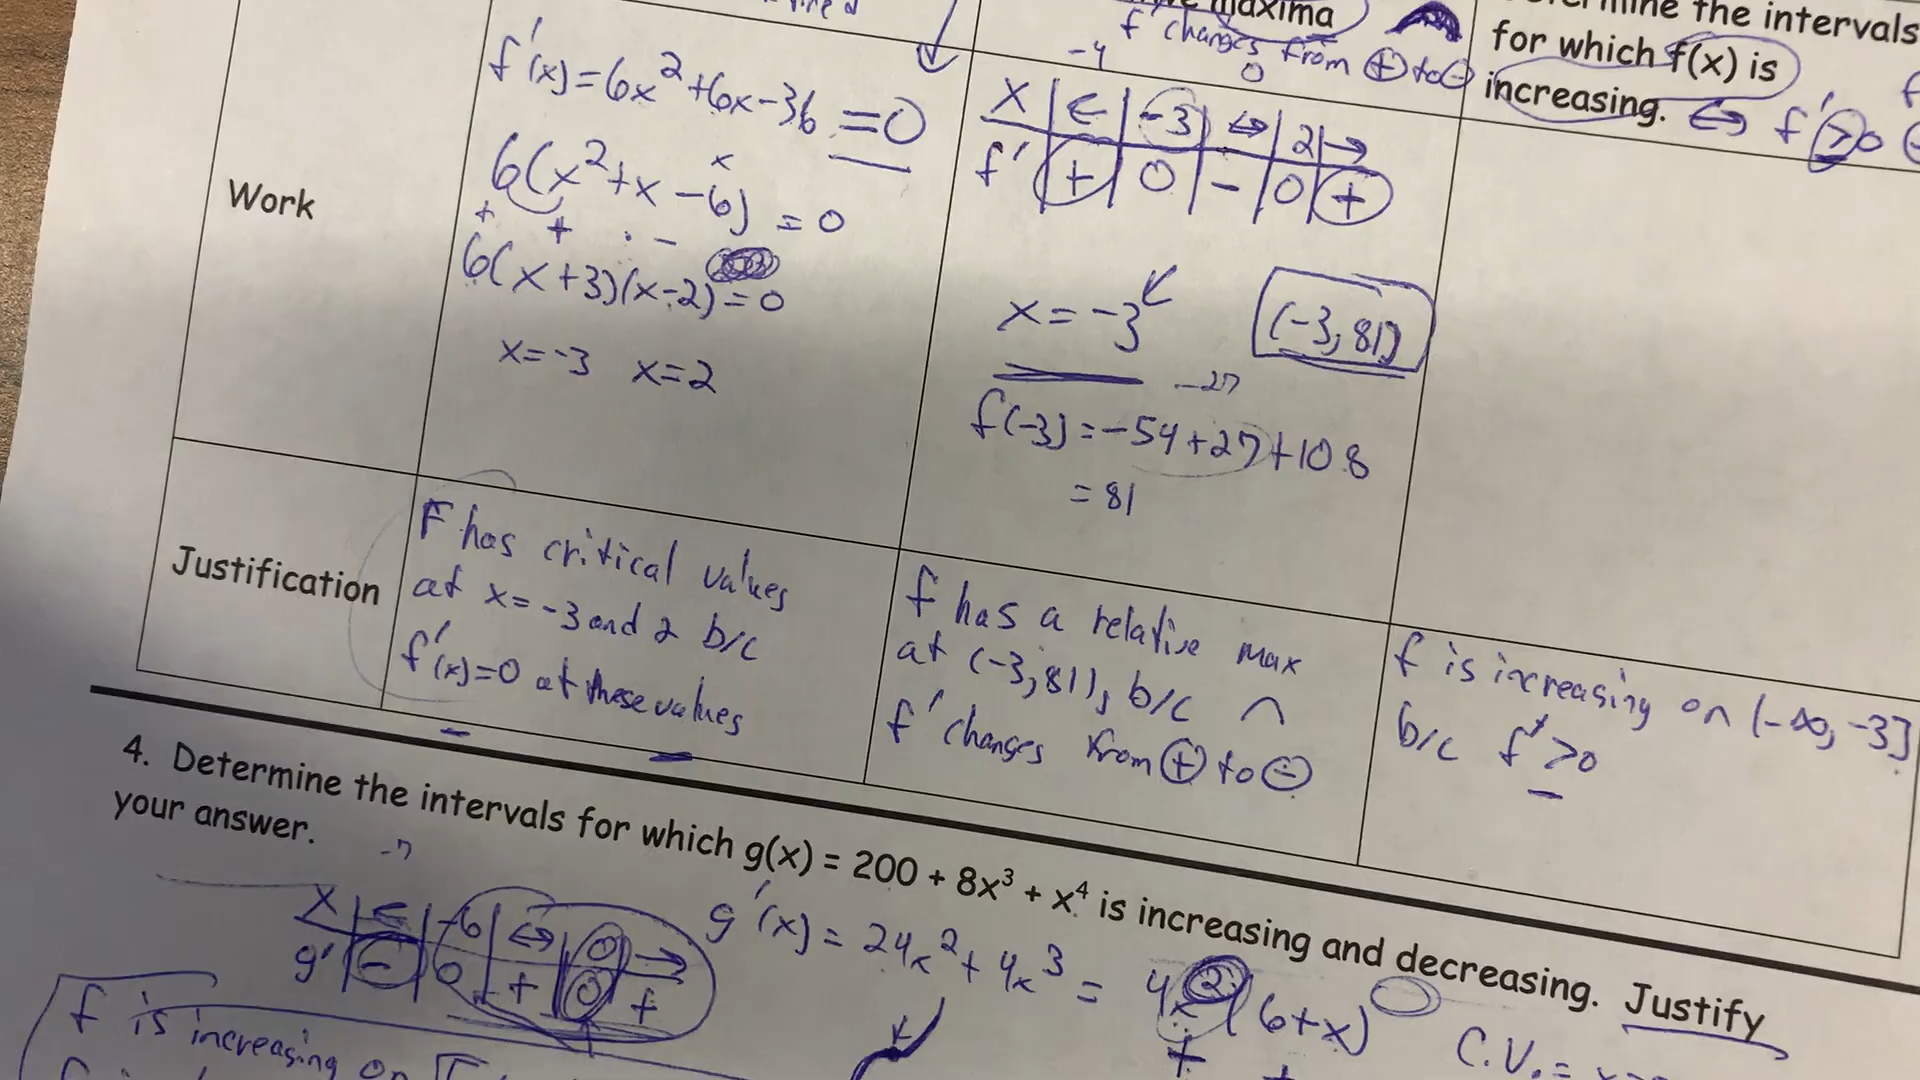 maxima
f' changes from ⊕ to ⊖
the intervals
for which f(x) is
increasing. ⟺ f' > 0
Work
f'(x) = 6x² + 6x - 36 = 0
6(x² + x - 6) = 0
6(x + 3)(x - 2) = 0
x = -3 x = 2
-4
0
x | ← | -3 | ↔ | 2 | →
f' | + | 0 | - | 0 | +
x = -3
(-3, 81)
-27
f(-3) = -54 + 27 + 108
= 81
Justification
F has critical values
at x = -3 and 2 b/c
f'(x) = 0 at these values
f has a relative max
at (-3, 81), b/c
f' changes from ⊕ to ⊖
f is increasing on (-∞, -3]
b/c f' > 0
4. Determine the intervals for which g(x) = 200 + 8x³ + x⁴ is increasing and decreasing. Justify
your answer.
-7
x | ← | -6 | ↔ | 0 | →
g' | - | 0 | + | 0 | +
g'(x) = 24x² + 4x³ = 4x²(6 + x)
C.V. =
f is increasing on